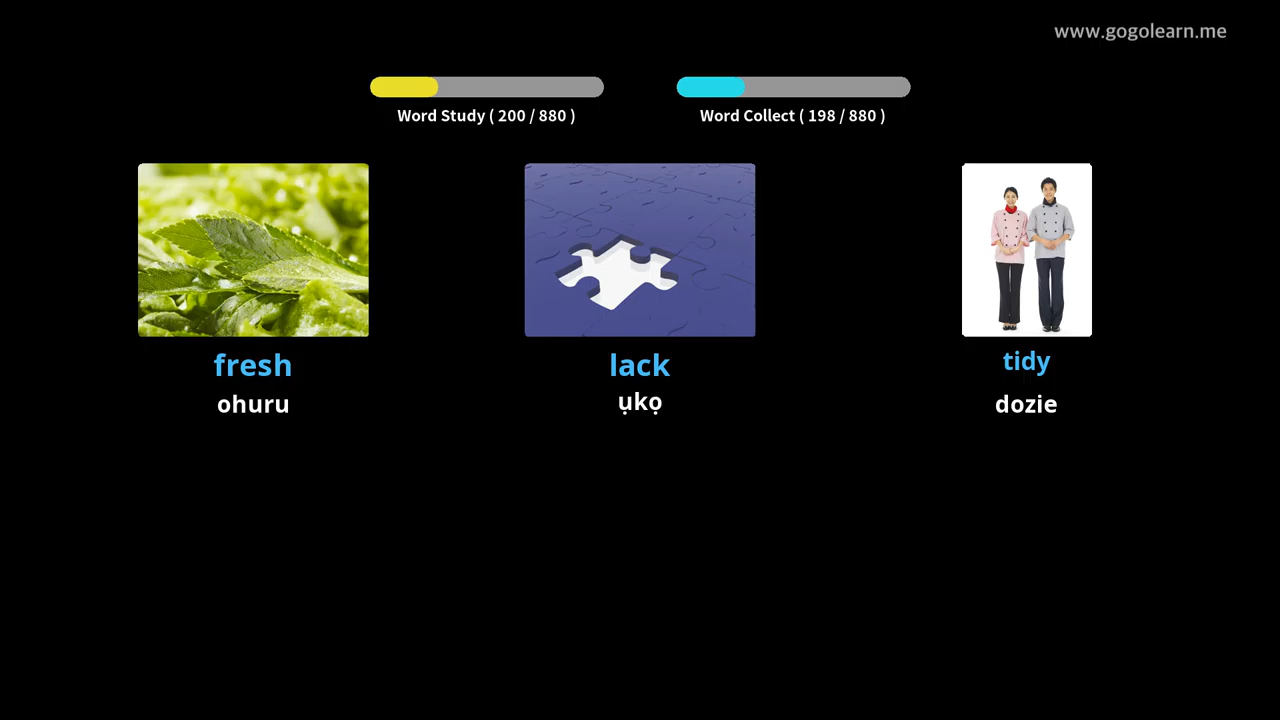 www.gogolearn.me
Word Study ( 200 / 880 )
Word Collect ( 198 / 880 )
fresh
lack
tidy
ohuru
ụkọ
dozie